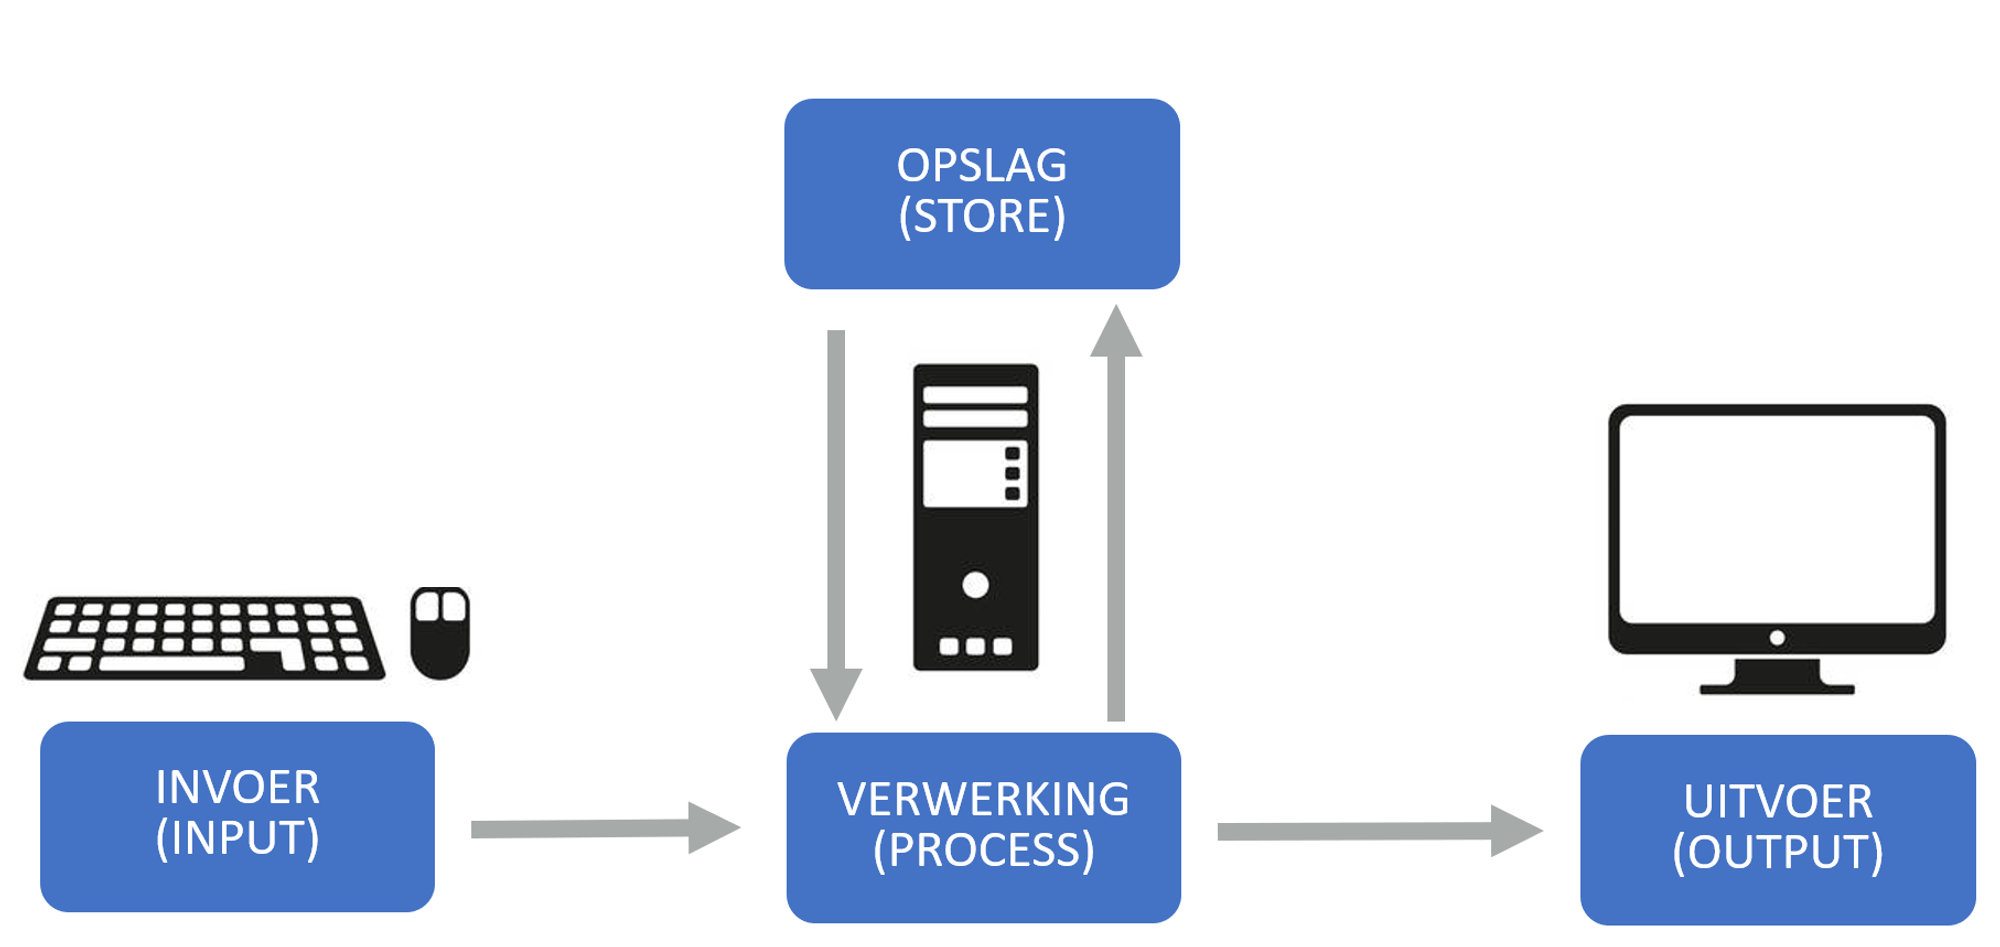 OPSLAG
(STORE)
INVOER
(INPUT)
VERWERKING
(PROCESS)
UITVOER
(OUTPUT)